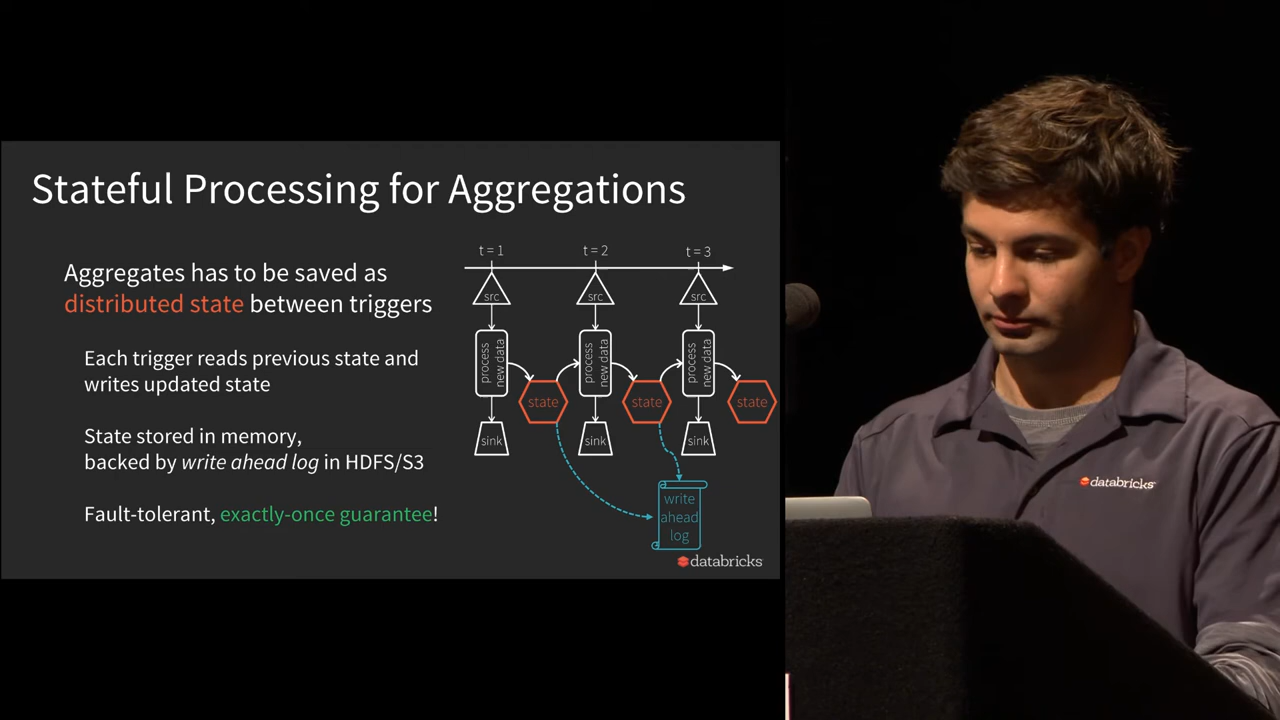 Stateful Processing for Aggregations
Aggregates has to be saved as
distributed state between triggers
Each trigger reads previous state and
writes updated state
State stored in memory,
backed by write ahead log in HDFS/S3
Fault-tolerant, exactly-once guarantee!
t = 1
t = 2
t = 3
src
src
src
process
new data
process
new data
process
new data
state
state
state
sink
sink
sink
write
ahead
log
databricks
databricks